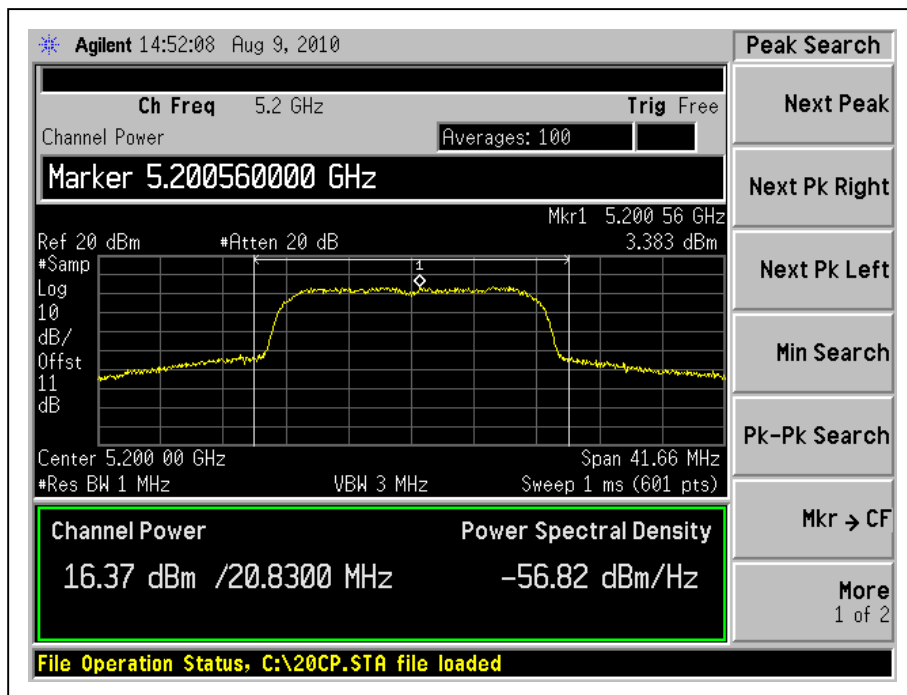 Agilent 14:52:08 Aug 9, 2010
Peak Search
Ch Freq 5.2 GHz Trig Free
Channel Power Averages: 100
Marker 5.200560000 GHz
Mkr1 5.200 56 GHz
Ref 20 dBm #Atten 20 dB 3.383 dBm
#Samp
Log
10
dB/
Offst
11
dB
1
Center 5.200 00 GHz Span 41.66 MHz
#Res BW 1 MHz VBW 3 MHz Sweep 1 ms (601 pts)
Channel Power Power Spectral Density
16.37 dBm /20.8300 MHz -56.82 dBm/Hz
File Operation Status, C:\20CP.STA file loaded
Next Peak
Next Pk Right
Next Pk Left
Min Search
Pk-Pk Search
Mkr → CF
More
1 of 2